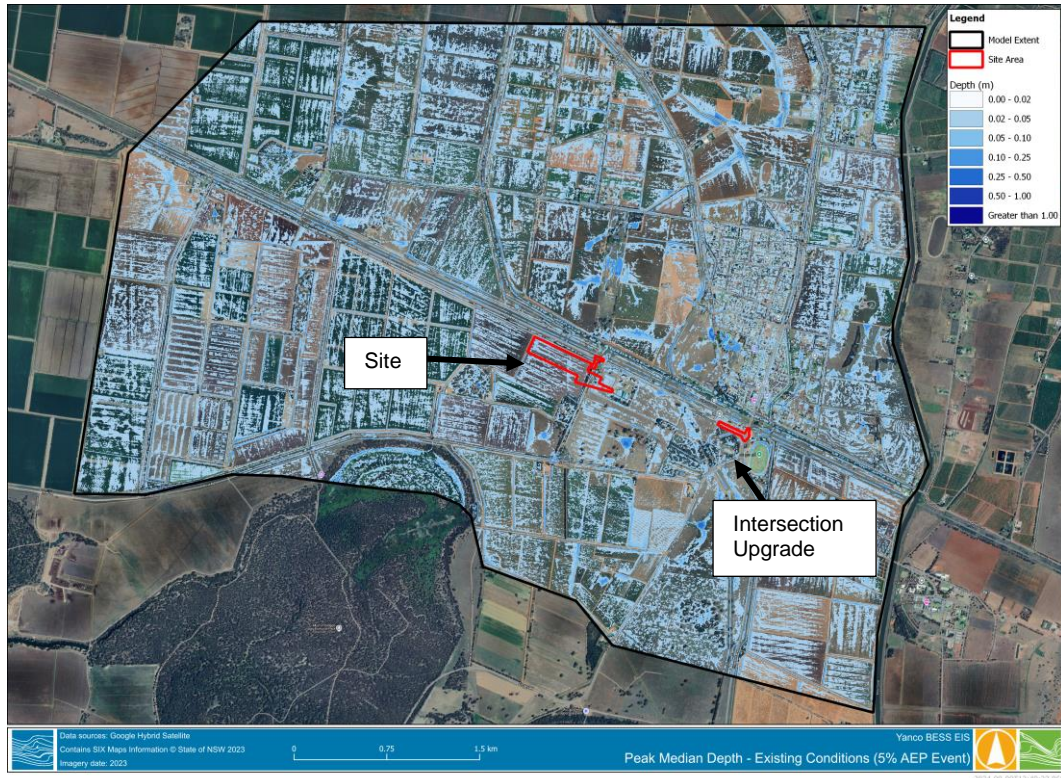 Legend
Model Extent
Site Area
Depth (m)
0.00 - 0.02
0.02 - 0.05
0.05 - 0.10
0.10 - 0.25
0.25 - 0.50
0.50 - 1.00
Greater than 1.00
Site
Intersection
Upgrade
Data sources: Google Hybrid Satellite
Contains SIX Maps Information © State of NSW 2023
Imagery date: 2023
0 0.75 1.5 km
Yanco BESS EIS
Peak Median Depth - Existing Conditions (5% AEP Event)